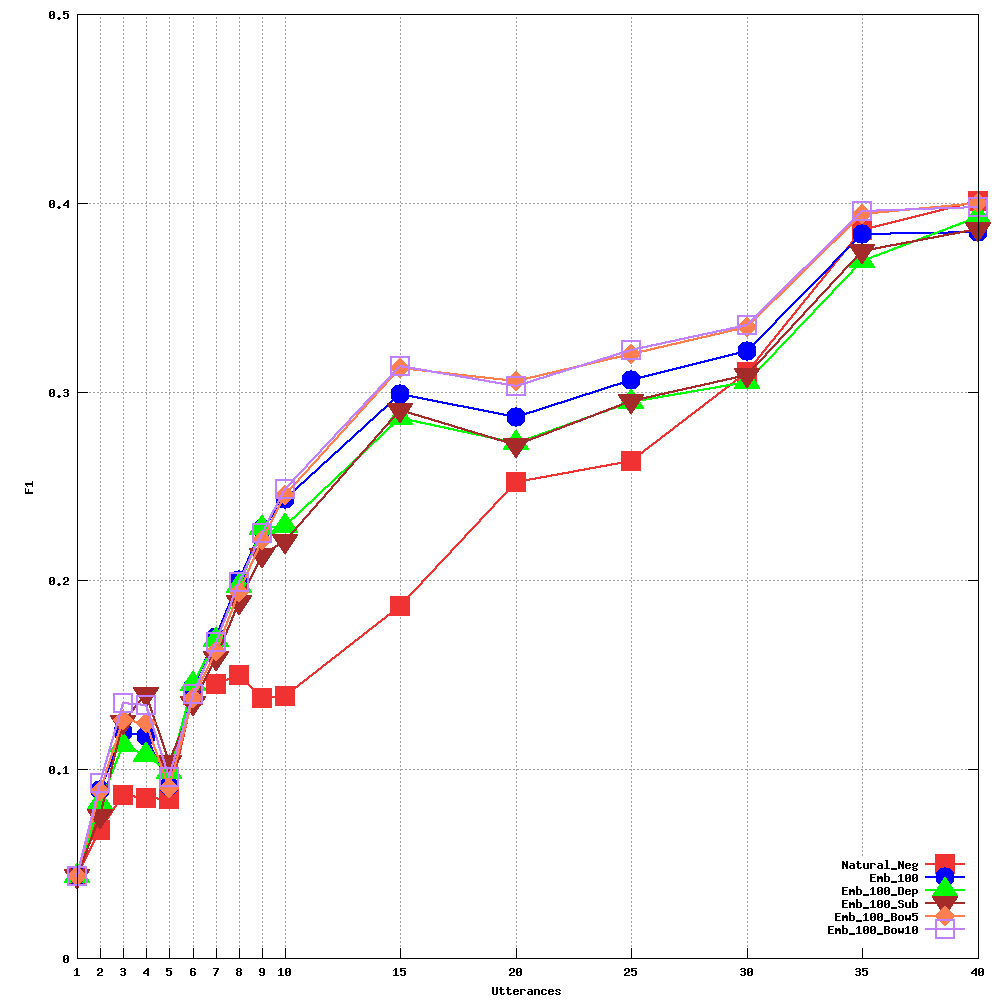 0.5
0.4
0.3
F1
0.2
0.1
Natural_Neg
Emb_100
Emb_100_Dep
Emb_100_Sub
Emb_100_Bow5
Emb_100_Bow10
0
1 2 3 4 5 6 7 8 9 10 15 20 25 30 35 40
Utterances